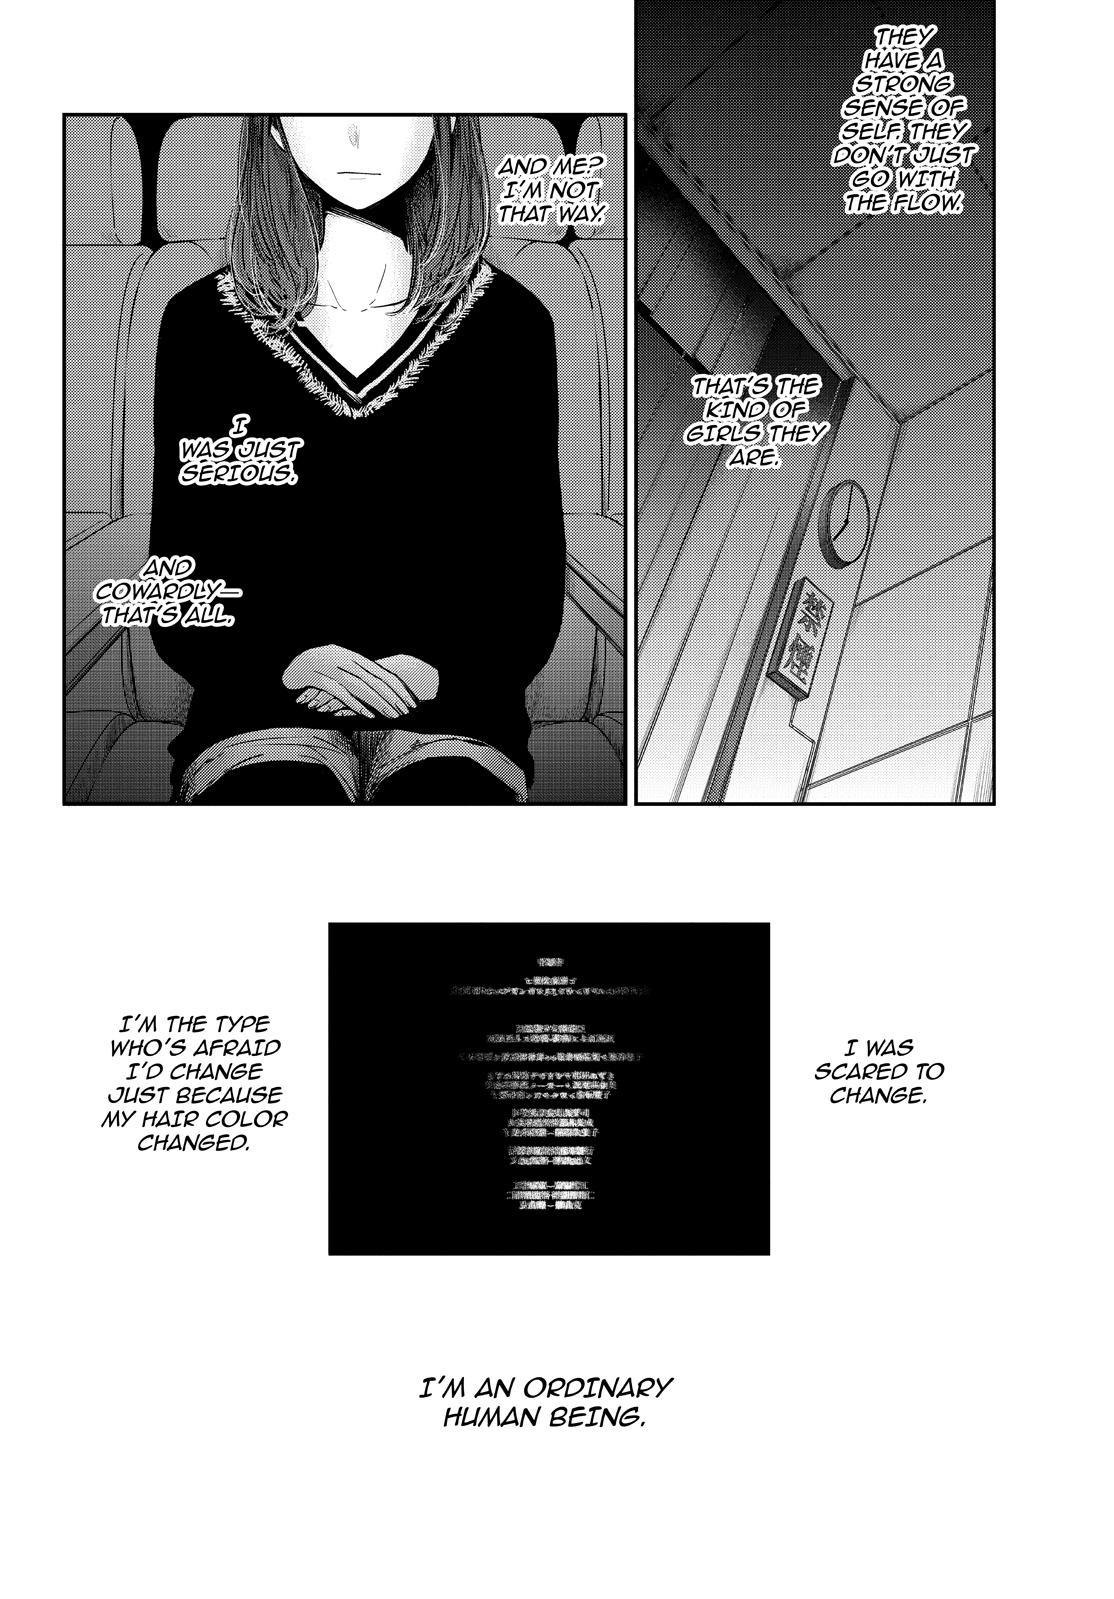 THEY
HAVE A
STRONG
SENSE OF
SELF. THEY
DON'T JUST
GO WITH
THE FLOW.
THAT'S THE
KIND OF
GIRLS THEY
ARE.
禁煙
AND ME?
I'M NOT
THAT WAY.
I
WAS JUST
SERIOUS.
AND
COWARDLY—
THAT'S ALL.
I WAS
SCARED TO
CHANGE.
I'M THE TYPE
WHO'S AFRAID
I'D CHANGE
JUST BECAUSE
MY HAIR COLOR
CHANGED.
I'M AN ORDINARY
HUMAN BEING.